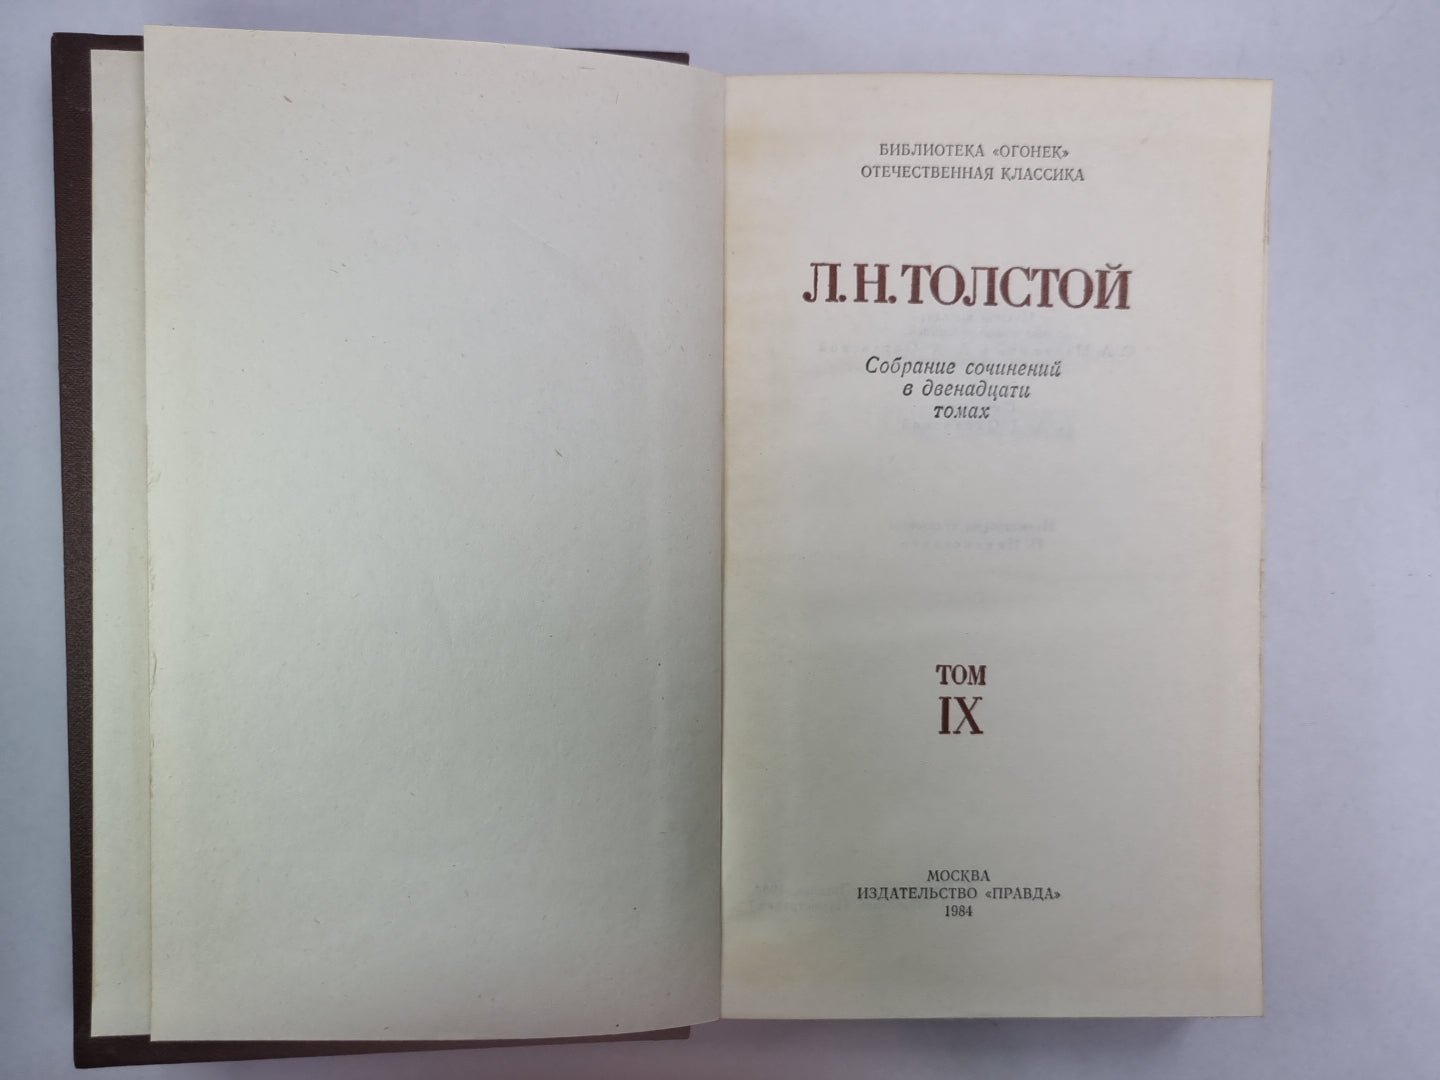 БИБЛИОТЕКА «ОГОНЕК»
ОТЕЧЕСТВЕННАЯ КЛАССИКА
Л.Н.ТОЛСТОЙ
Собрание сочинений
в двенадцати
томах
ТОМ
IX
МОСКВА
ИЗДАТЕЛЬСТВО «ПРАВДА»
1984